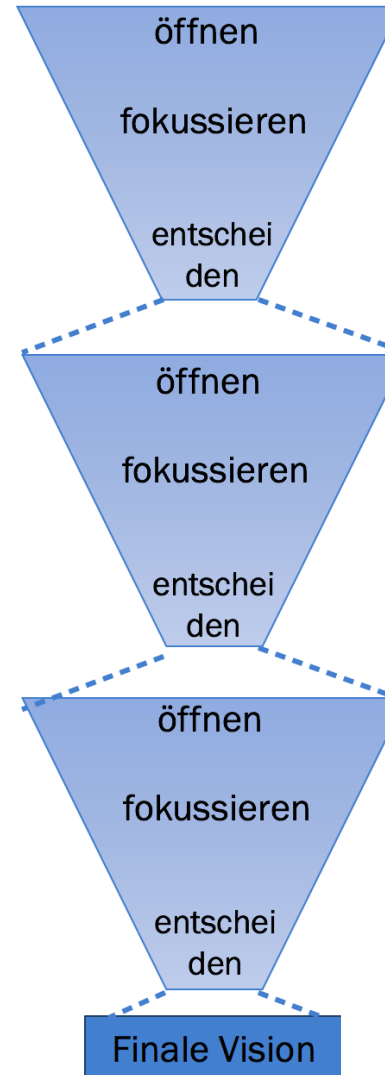 öffnen
fokussieren
entschei
den
öffnen
fokussieren
entschei
den
öffnen
fokussieren
entschei
den
Finale Vision